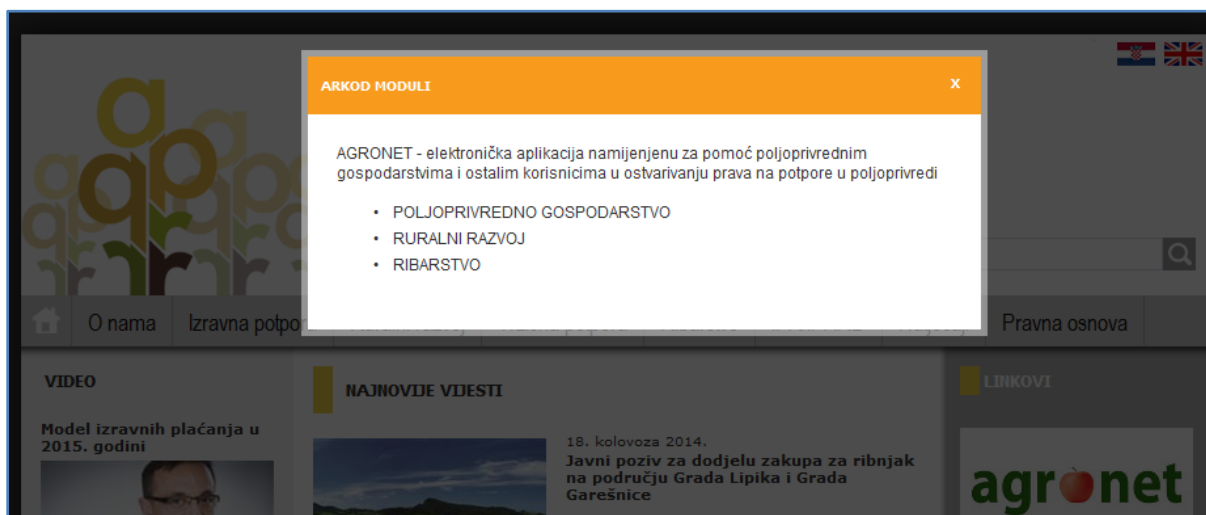 ARKOD MODULI
x
AGRONET - elektronička aplikacija namijenjenu za pomoć poljoprivrednim
gospodarstvima i ostalim korisnicima u ostvarivanju prava na potpore u poljoprivredi
• POLJOPRIVREDNO GOSPODARSTVO
• RURALNI RAZVOJ
• RIBARSTVO
O nama
Izravna
Pravna osnova
VIDEO
Model izravnih plaćanja u
2015. godini
NAJNOVIJE VIJESTI
18. kolovoza 2014.
Javni poziv za dodjelu zakupa za ribnjak
na području Grada Lipika i Grada
Garešnice
LINKOVI
agronet